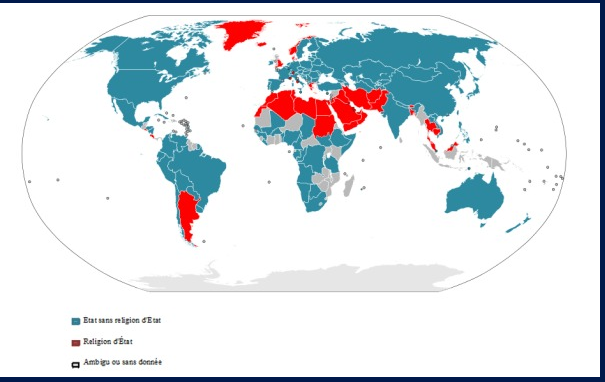 Etat sans religion d'Etat
Religion d'État
Ambigu ou sans donnée